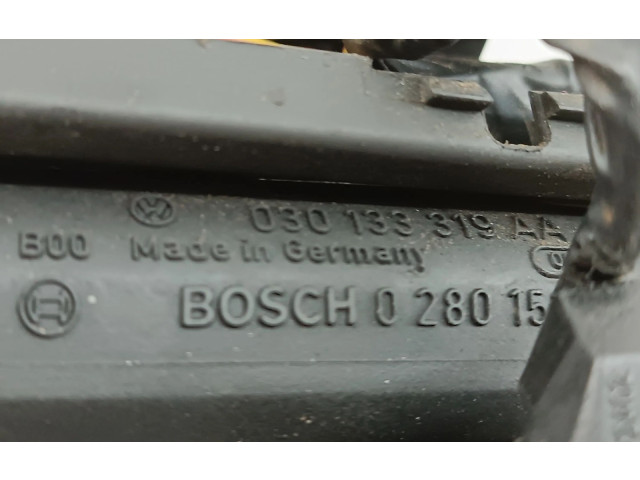 030 133 319 AA
B00 Made in Germany
BOSCH 0 280 15